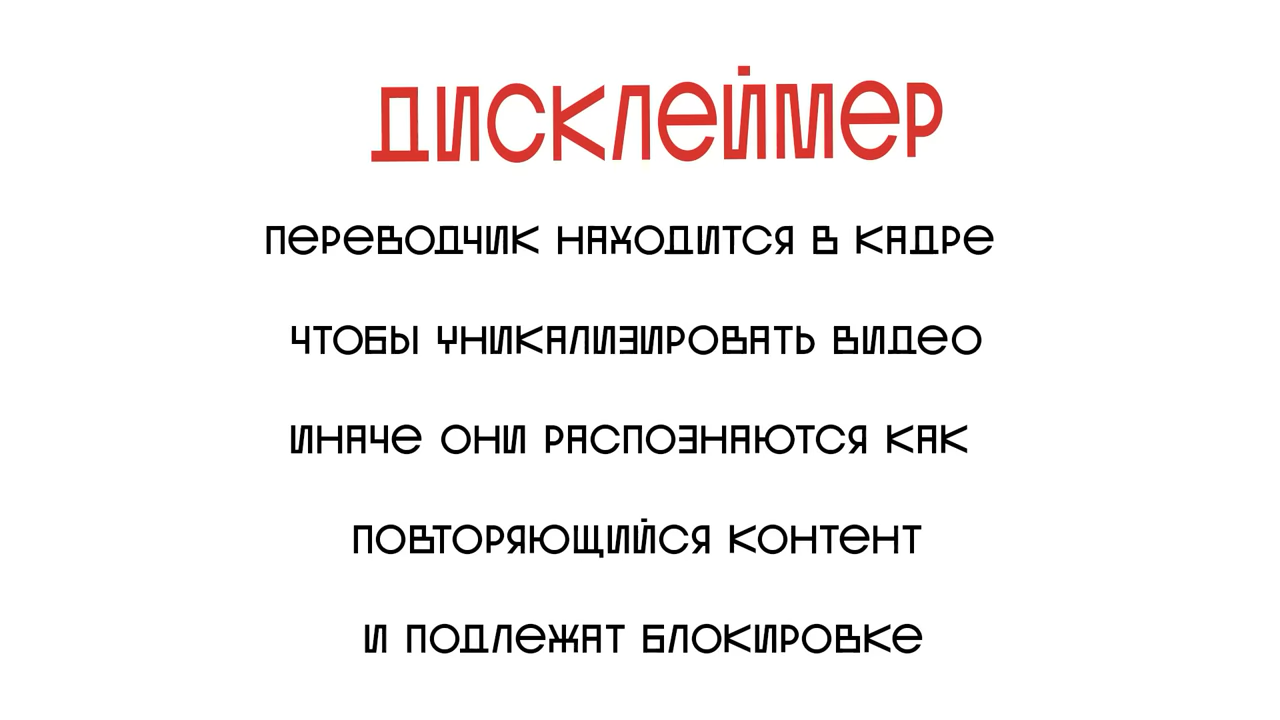 ДИСКЛЕЙМЕР
ПЕРЕВОДЧИК НАХОДИТСЯ В КАДРЕ
ЧТОБЫ УНИКАЛИЗИРОВАТЬ ВИДЕО
ИНАЧЕ ОНИ РАСПОЗНАЮТСЯ КАК
ПОВТОРЯЮЩИЙСЯ КОНТЕНТ
И ПОДЛЕЖАТ БЛОКИРОВКЕ